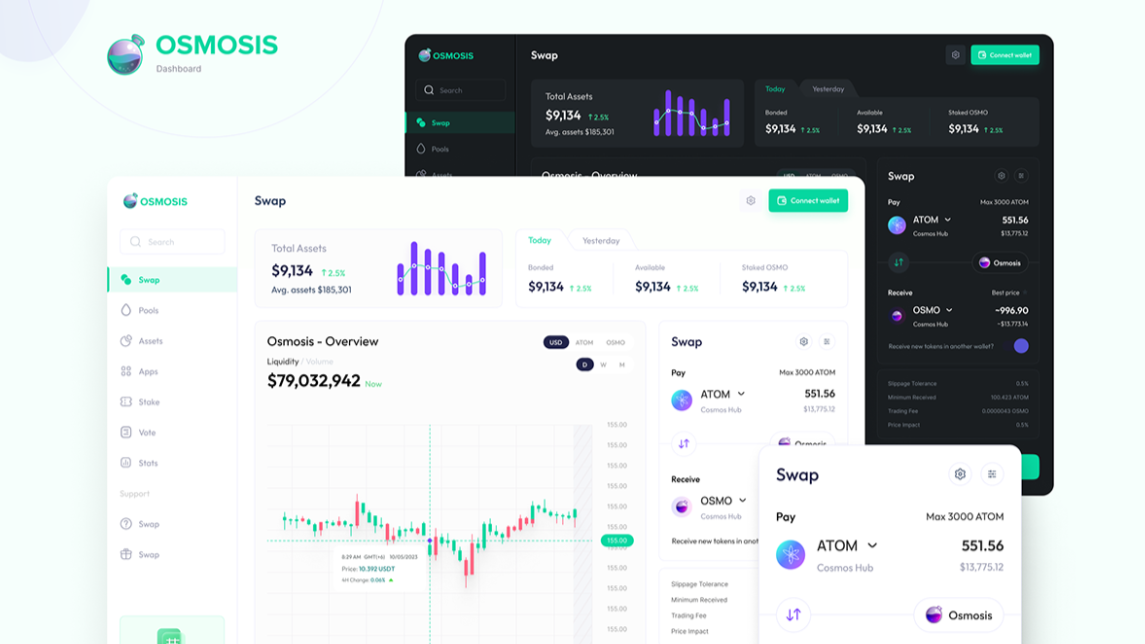 OSMOSIS
Dashboard
OSMOSIS
Search
Swap
Pools
Assets
Swap
Connect wallet
Total Assets
$9,134 ↑ 2.5%
Avg. assets $185,301
Today Yesterday
Bonded Available Staked OSMO
$9,134 ↑ 2.5% $9,134 ↑ 2.5% $9,134 ↑ 2.5%
Osmosis - Overview
USD ATOM OSMO
Swap
Pay Max 3000 ATOM
ATOM 551.56
Cosmos Hub $13,775.12
Osmosis
Receive Best price
OSMO ~996.90
Cosmos Hub ~$13,773.14
Receive new tokens in another wallet?
Slippage Tolerance 0.5%
Minimum Received 100.423 ATOM
Trading Fee 0.0000043 OSMO
Price Impact 0.5%
OSMOSIS
Search
Swap
Pools
Assets
Apps
Stake
Vote
Stats
Support
Swap
Swap
Swap
Connect wallet
Total Assets
$9,134 ↑ 2.5%
Avg. assets $185,301
Today Yesterday
Bonded Available Staked OSMO
$9,134 ↑ 2.5% $9,134 ↑ 2.5% $9,134 ↑ 2.5%
Osmosis - Overview
USD ATOM OSMO
Liquidity / Volume
D W M
$79,032,942 Now
155.00
155.00
155.00
155.00
155.00
155.00
155.00
155.00
155.00
155.00
155.00
8:29 AM GMT(+6) 10/05/2023
Price: 10.392 USDT
4H Change: 0.06%
Swap
Pay Max 3000 ATOM
ATOM 551.56
Cosmos Hub $13,775.12
Osmosis
Receive
OSMO
Cosmos Hub
Receive new tokens in
Slippage Tolerance
Minimum Received
Trading Fee
Price Impact
Swap
Pay Max 3000 ATOM
ATOM 551.56
Cosmos Hub $13,775.12
Osmosis